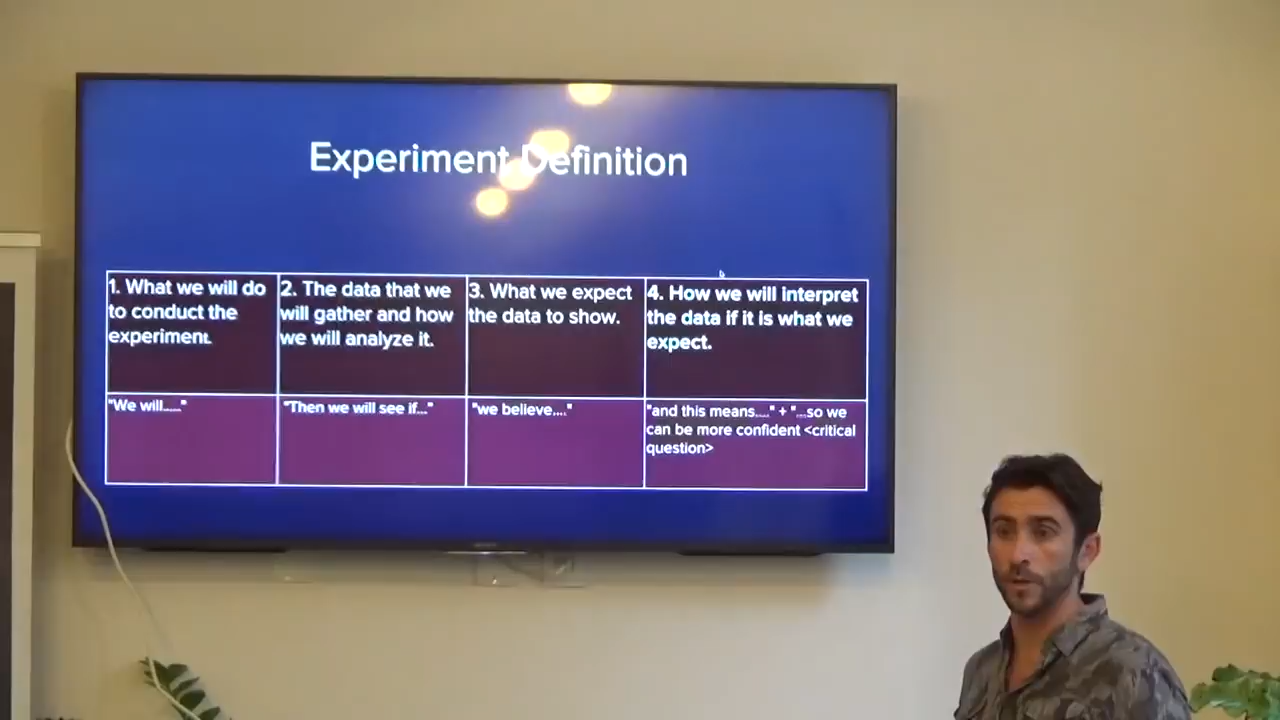 Experiment Definition
1. What we will do
to conduct the
experiment.
2. The data that we
will gather and how
we will analyze it.
3. What we expect
the data to show.
4. How we will interpret
the data if it is what we
expect.
"We will....."
"Then we will see if..."
"we believe...."
"and this means...." + "...so we
can be more confident <critical
question>